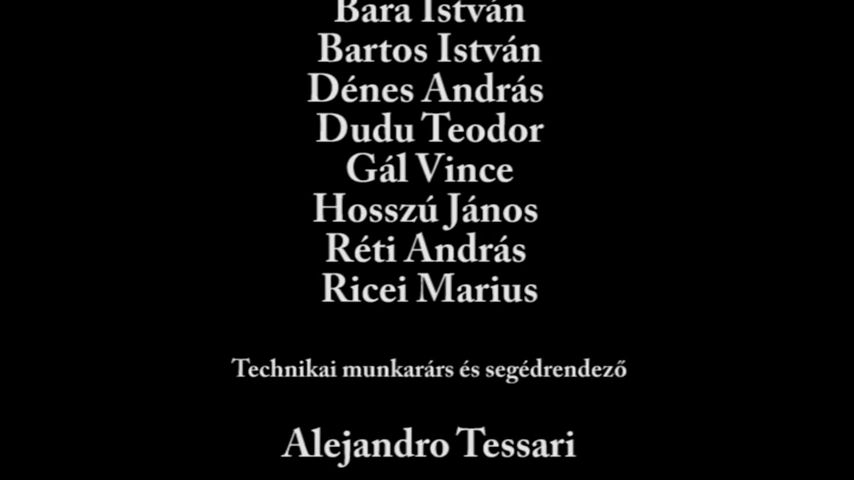 Bara István
Bartos István
Dénes András
Dudu Teodor
Gál Vince
Hosszú János
Réti András
Ricei Marius
Technikai munkarárs és segédrendező
Alejandro Tessari